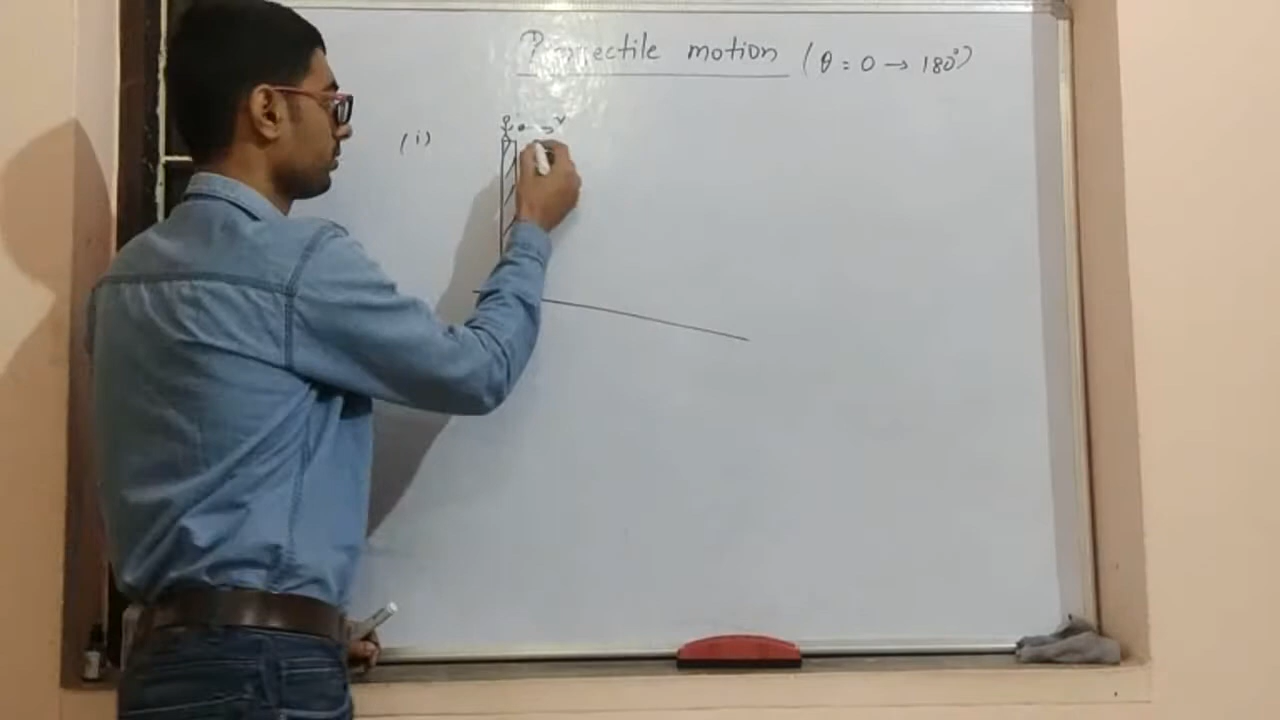 Projectile motion (θ = 0 → 180°)
(i)
v